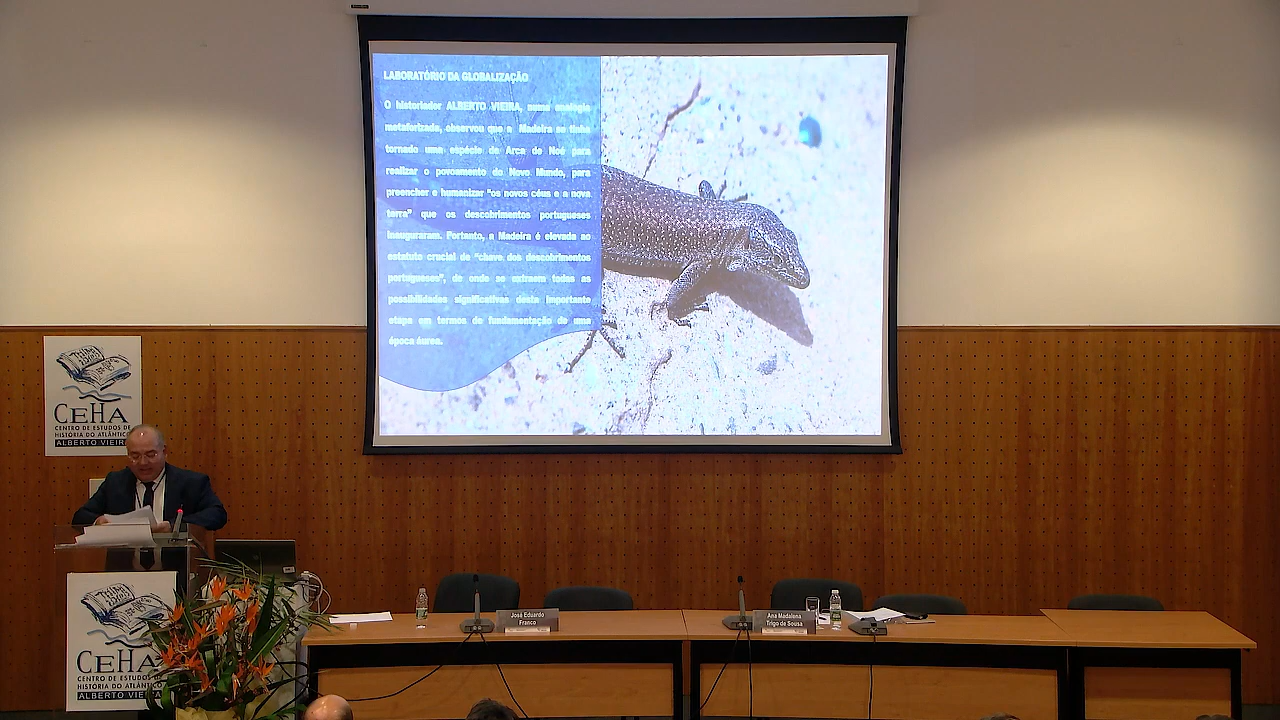 LABORATÓRIO DA GLOBALIZAÇÃO
O historiador ALBERTO VIEIRA, numa analogia
metaforizada, observou que a Madeira se tinha
tornado uma espécie de Arca de Noé para
realizar o povoamento do Novo Mundo, para
preencher e humanizar "os novos céus e a nova
terra" que os descobrimentos portugueses
inauguraram. Portanto, a Madeira é elevada ao
estatuto crucial de "chave dos descobrimentos
portugueses", de onde se extraem todas as
possibilidades significativas desta importante
etapa em termos de fundamentação de uma
época áurea.
CEHA
CENTRO DE ESTUDOS DE
HISTÓRIA DO ATLÂNTICO
ALBERTO VIEIRA
CEHA
CENTRO DE ESTUDOS DE
HISTÓRIA DO ATLÂNTICO
ALBERTO VIEIRA
José Eduardo
Franco
Ana Madalena
Trigo de Sousa